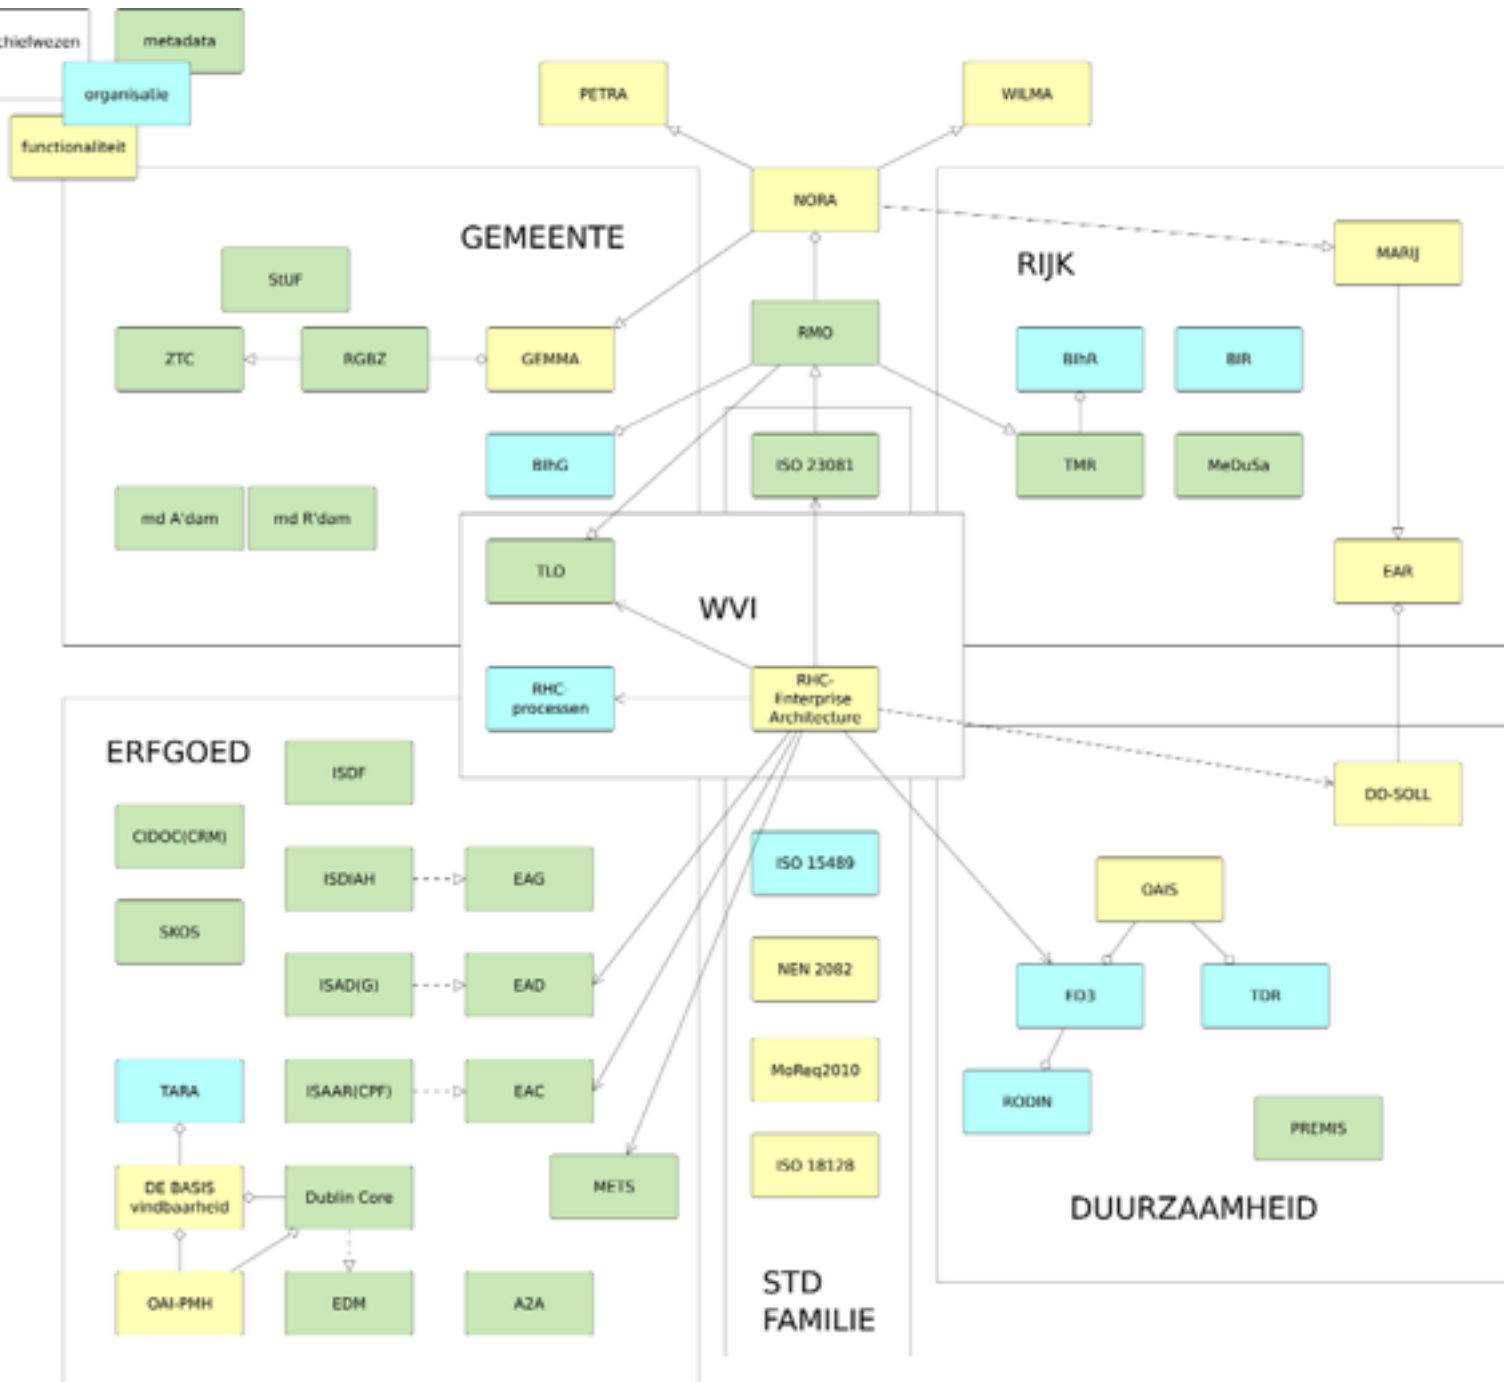 chiefwezen
metadata
organisatie
functionaliteit
PETRA
WILMA
NORA
GEMEENTE
RIJK
MARIJ
StUF
RMO
ZTC
RGBZ
GEMMA
BIhR
BIR
BIhG
ISO 23081
TMR
MeDuSa
md A'dam
md R'dam
TLO
WVI
EAR
RHC-
processen
RHC-
Enterprise
Architecture
ERFGOED
ISDF
DD-SOLL
CIDOC(CRM)
ISO 15489
ISDIAH
EAG
OAIS
SKOS
ISAD(G)
EAD
NEN 2082
ED3
TDR
TARA
ISAAR(CPF)
EAC
MoReq2010
RODIN
PREMIS
DE BASIS
vindbaarheid
Dublin Core
METS
ISO 18128
DUURZAAMHEID
OAI-PMH
EDM
A2A
STD
FAMILIE